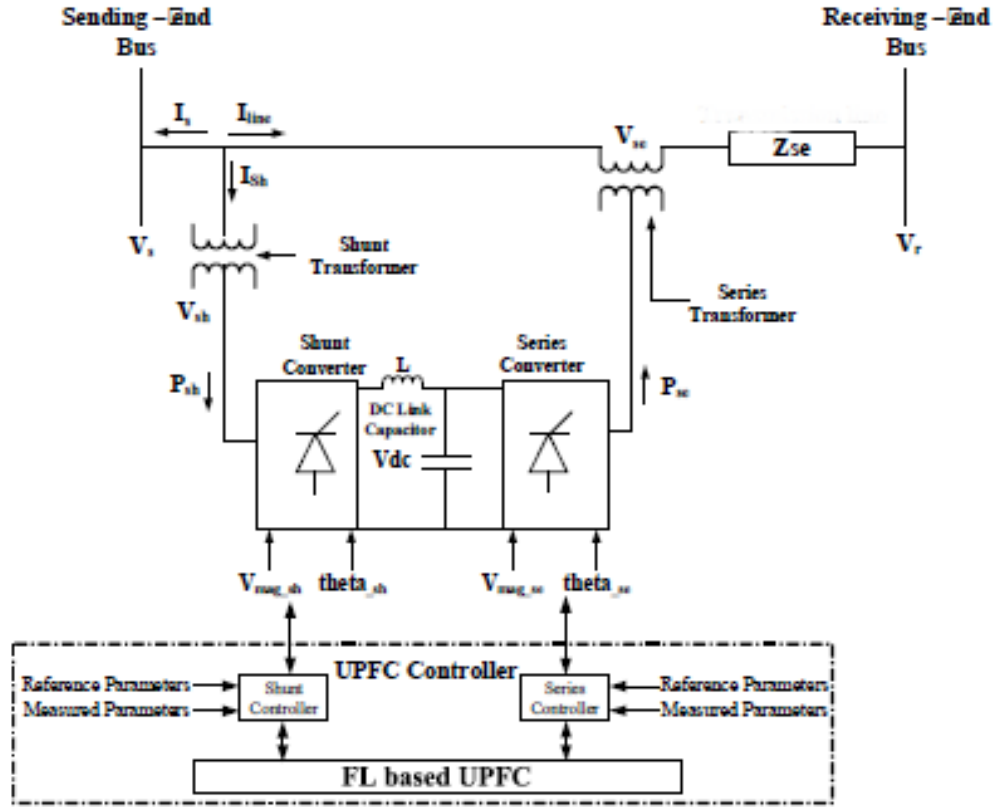 Sending –End
Bus
Receiving –End
Bus
Is
Iline
Vse
Zse
ISh
Vs
Shunt
Transformer
Vr
Vsh
Series
Transformer
Shunt
Converter
Series
Converter
L
Psh
Pse
DC Link
Capacitor
Vdc
Vmag_sh
theta_sh
Vmag_se
theta_se
UPFC Controller
Reference Parameters
Shunt
Controller
Series
Controller
Reference Parameters
Measured Parameters
Measured Parameters
FL based UPFC